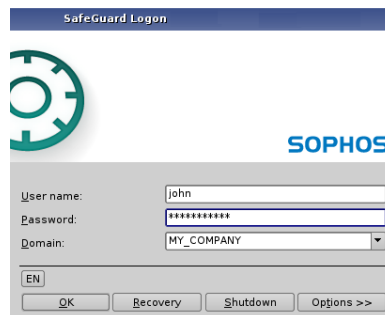 SafeGuard Logon
SOPHOS
User name: john
Password: ***********
Domain: MY_COMPANY
EN
OK Recovery Shutdown Options >>